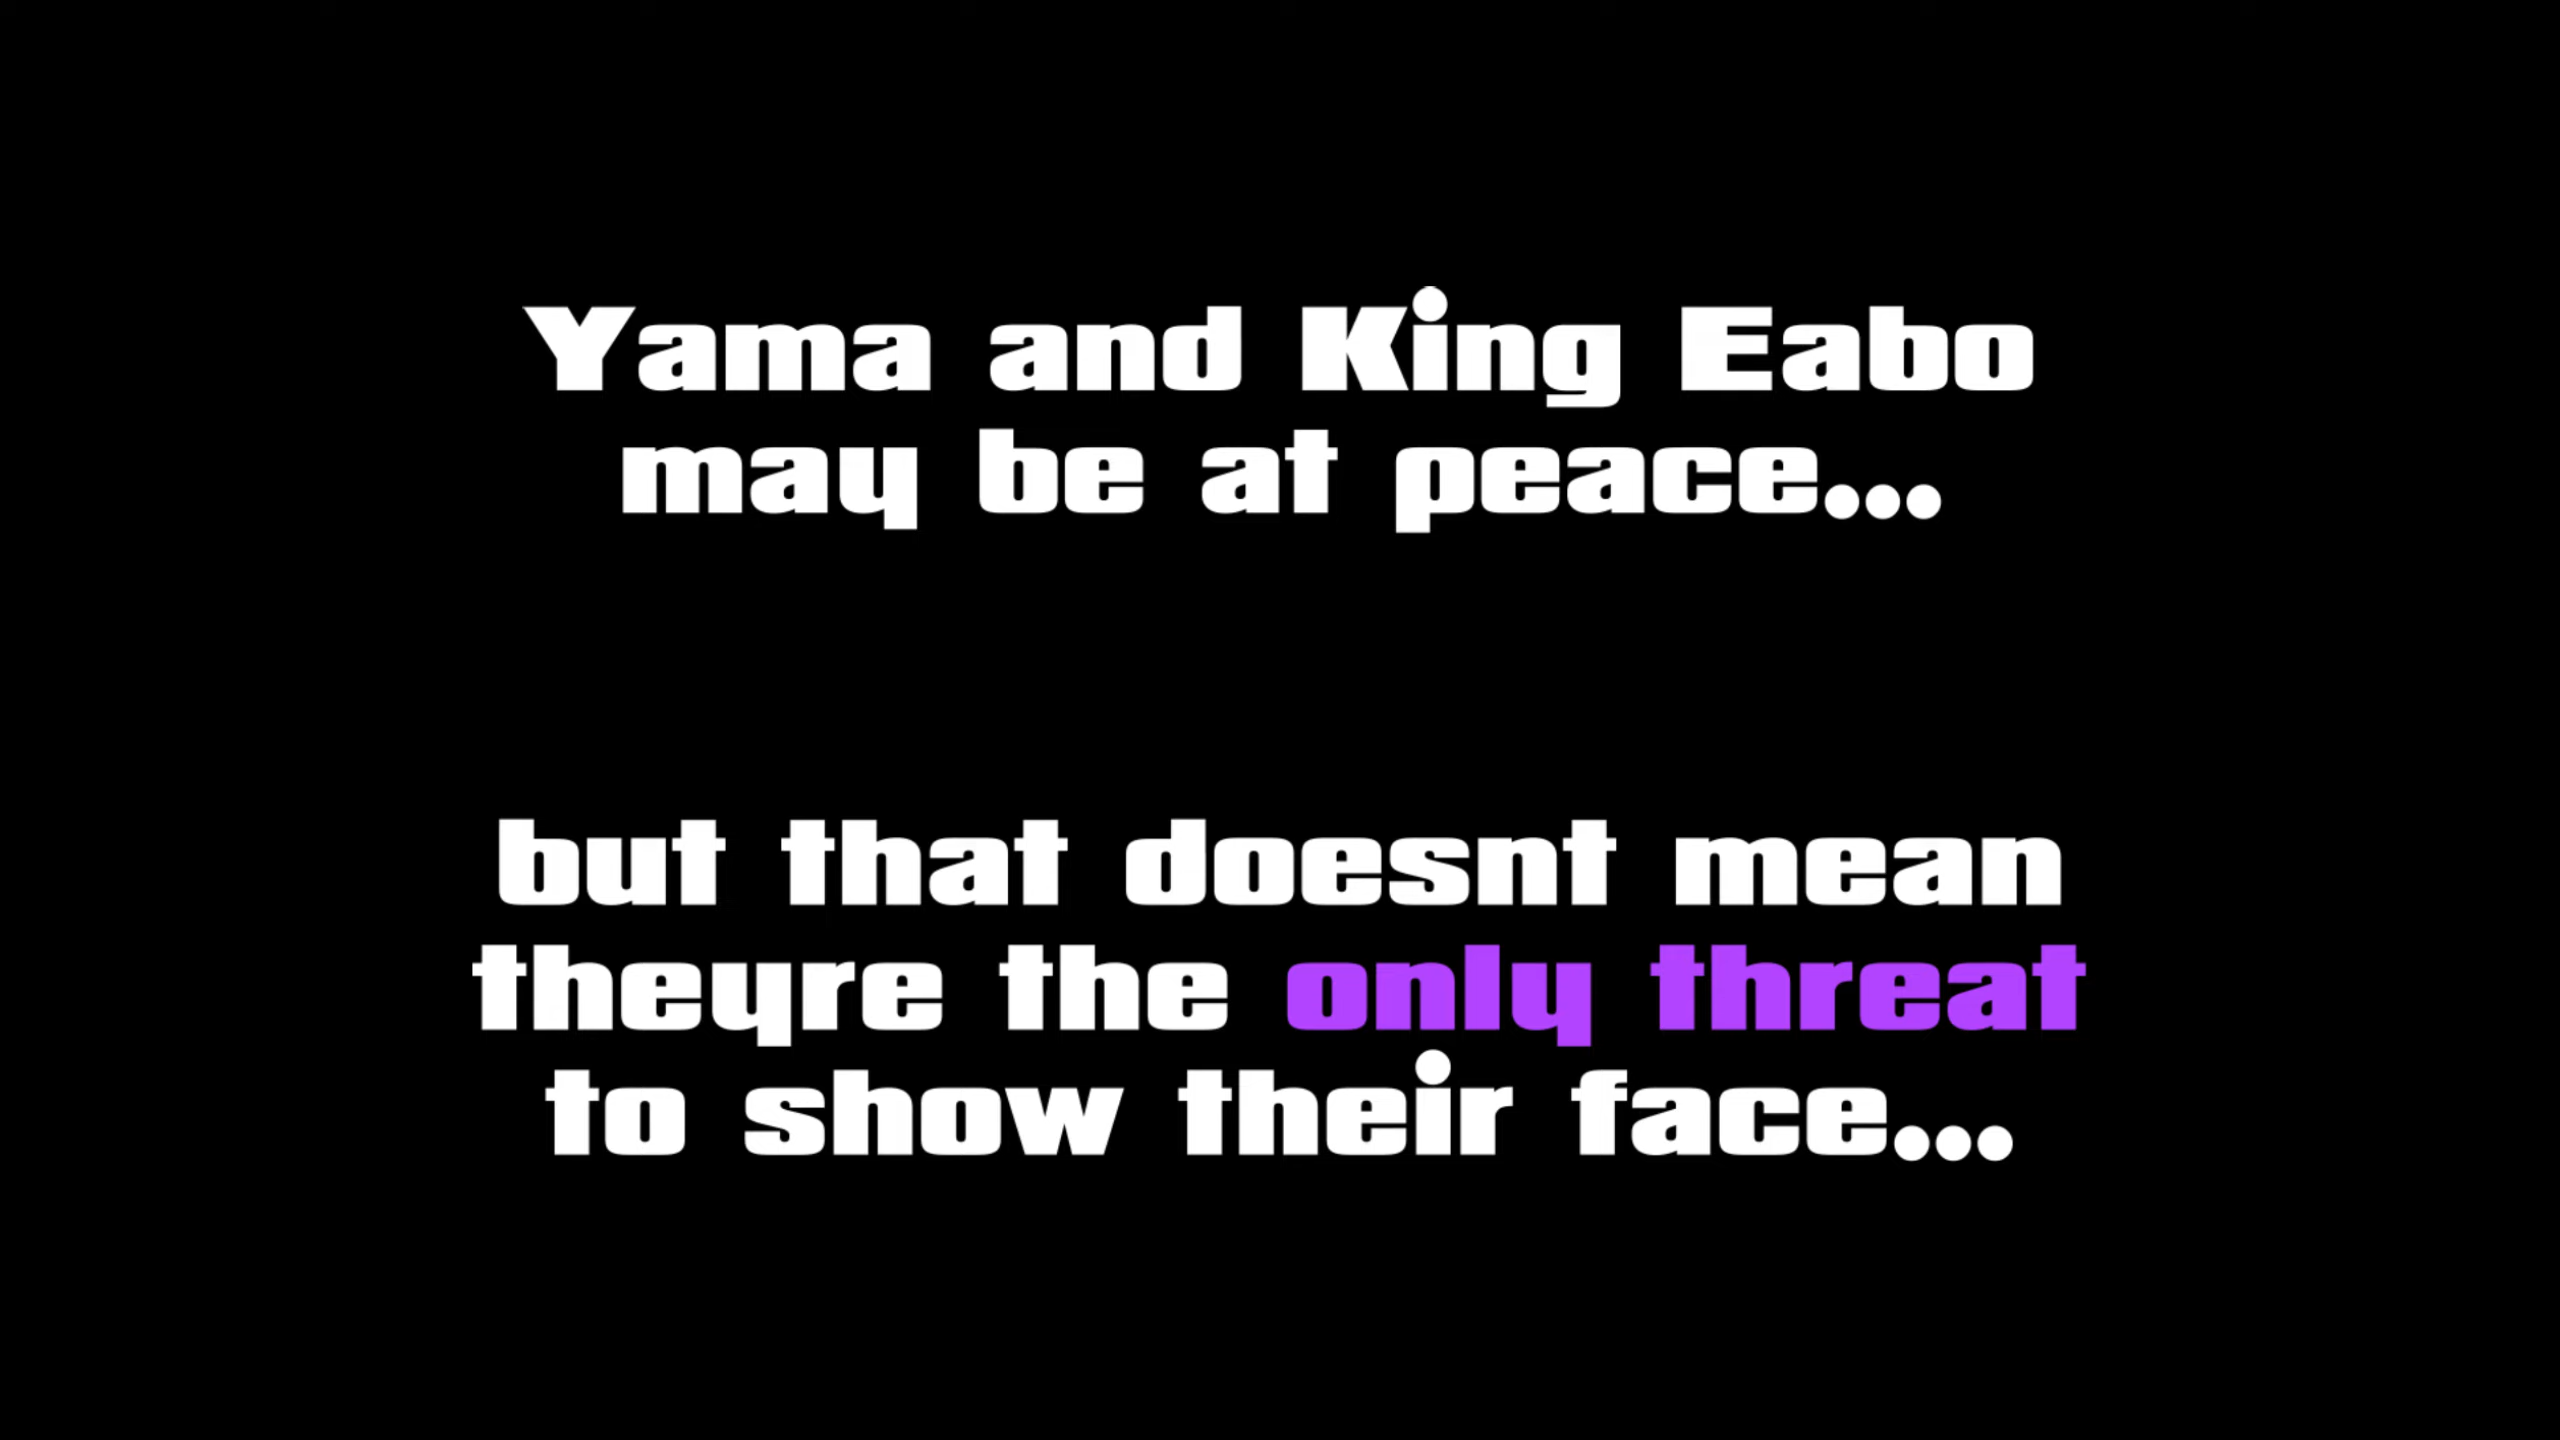 Yama and King Eabo
may be at peace...
but that doesnt mean
theyre the only threat
to show their face...